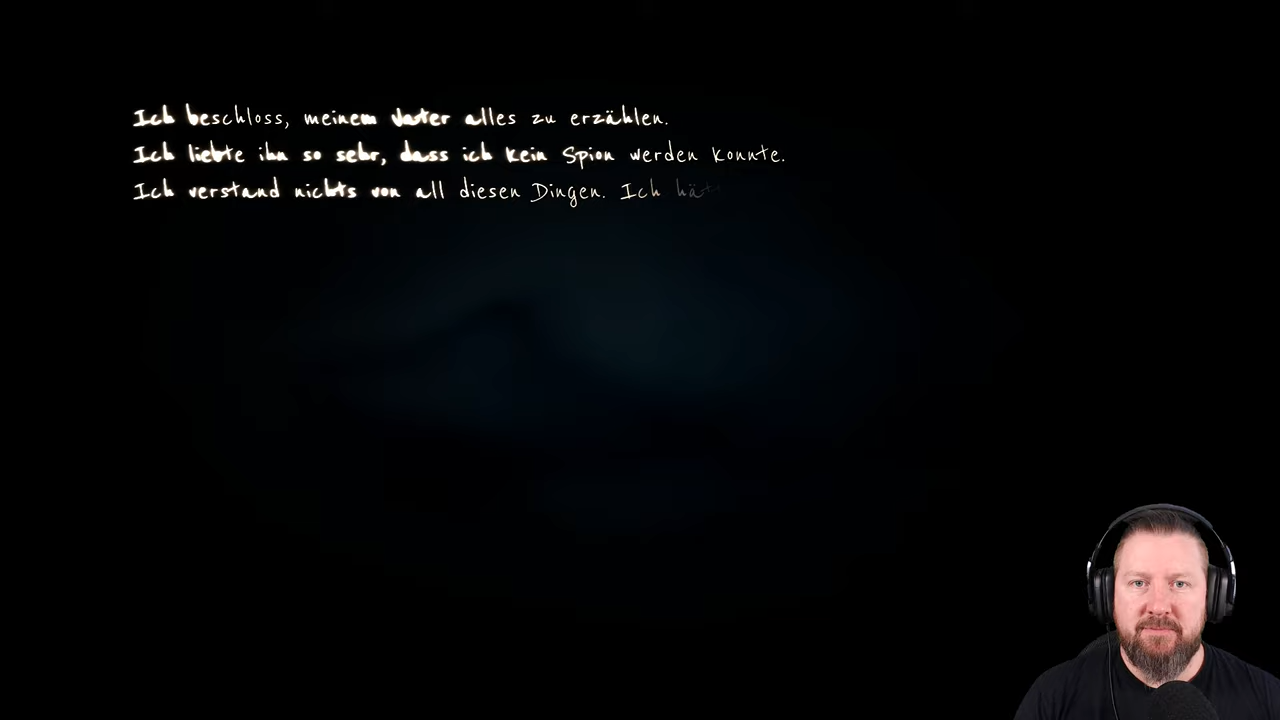 Ich beschloss, meinem Vater alles zu erzählen.
Ich liebte ihn so sehr, dass ich kein Spion werden konnte.
Ich verstand nichts von all diesen Dingen. Ich